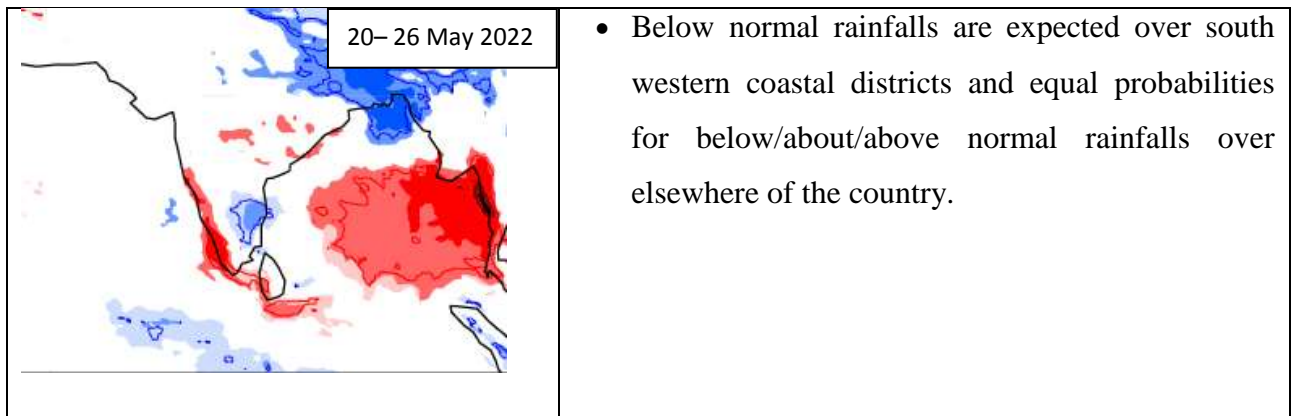 20– 26 May 2022
• Below normal rainfalls are expected over south
western coastal districts and equal probabilities
for below/about/above normal rainfalls over
elsewhere of the country.